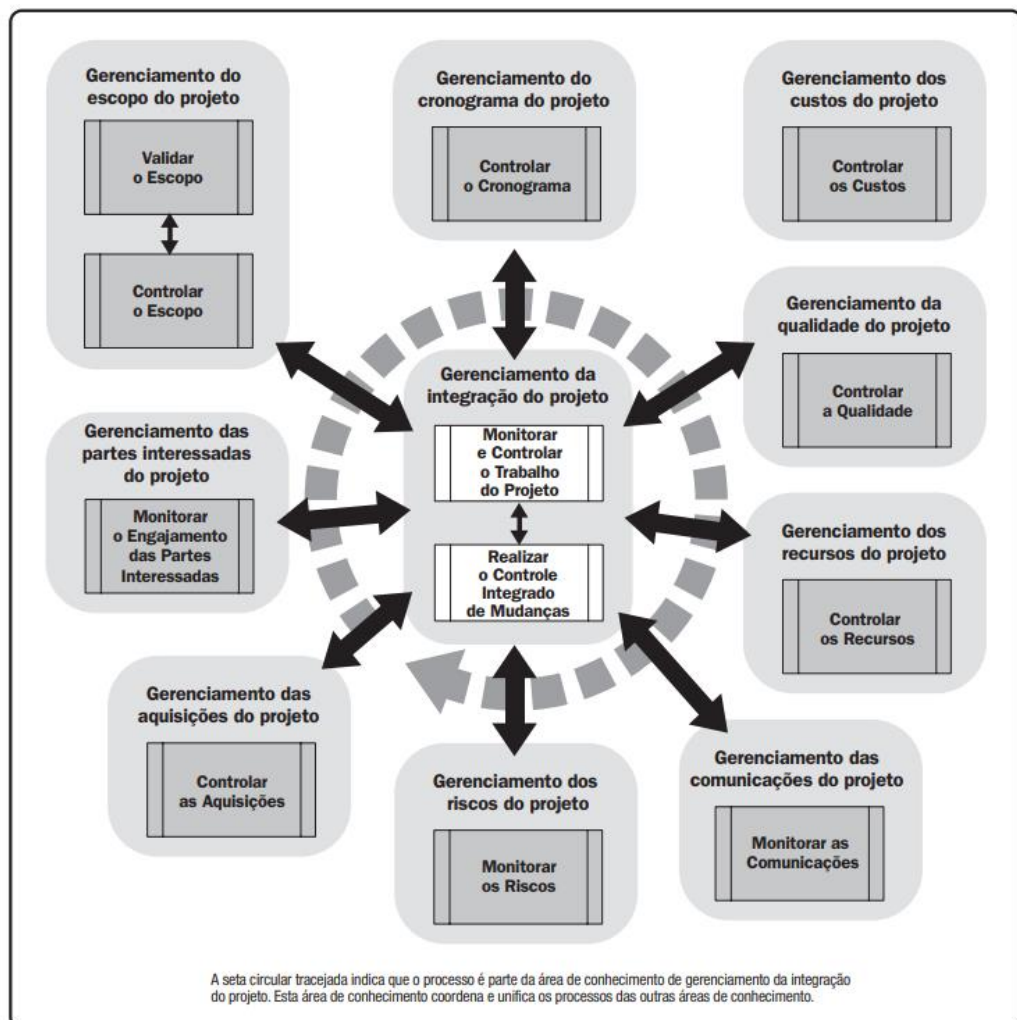 Gerenciamento do
escopo do projeto
Validar
o Escopo
Controlar
o Escopo
Gerenciamento do
cronograma do projeto
Controlar
o Cronograma
Gerenciamento dos
custos do projeto
Controlar
os Custos
Gerenciamento da
qualidade do projeto
Controlar
a Qualidade
Gerenciamento da
integração do projeto
Monitorar
e Controlar
o Trabalho
do Projeto
Realizar
o Controle
Integrado
de Mudanças
Gerenciamento das
partes interessadas
do projeto
Monitorar
o Engajamento
das Partes
Interessadas
Gerenciamento dos
recursos do projeto
Controlar
os Recursos
Gerenciamento das
aquisições do projeto
Controlar
as Aquisições
Gerenciamento dos
riscos do projeto
Monitorar
os Riscos
Gerenciamento das
comunicações do projeto
Monitorar as
Comunicações
A seta circular tracejada indica que o processo é parte da área de conhecimento de gerenciamento da integração
do projeto. Esta área de conhecimento coordena e unifica os processos das outras áreas de conhecimento.